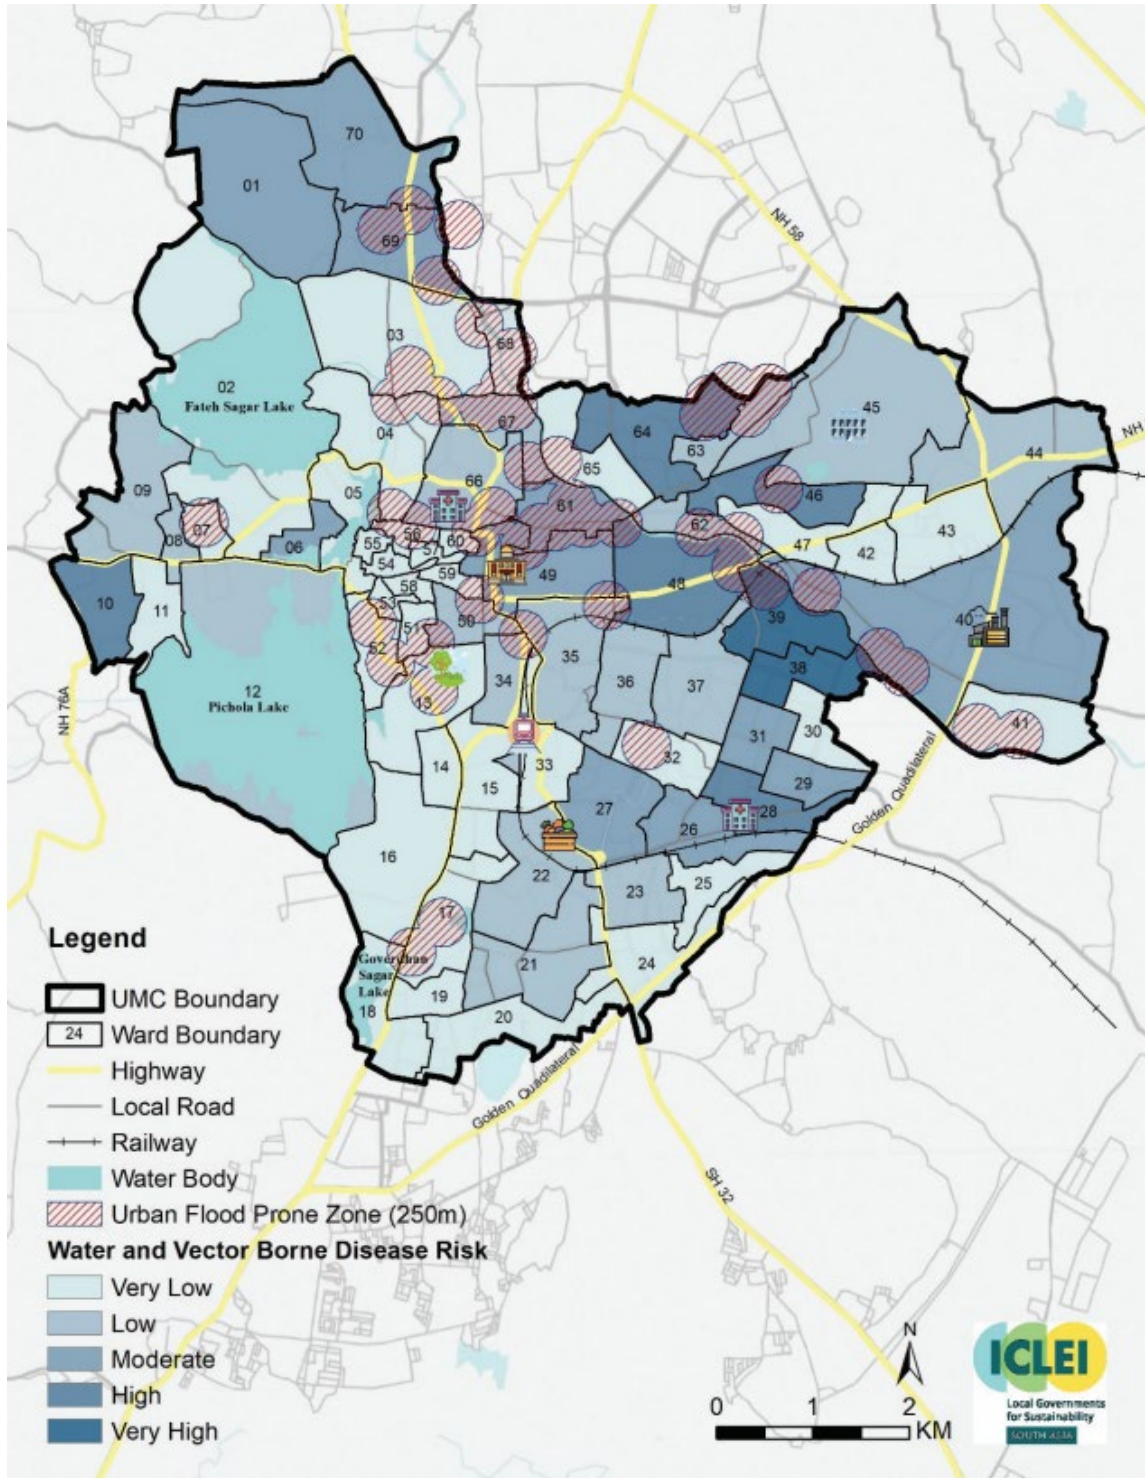 70
01
69
NH 58
03
68
02
Fateh Sagar Lake
45
67
04
64
44
NH
63
65
66
09
05
46
61
07
62
43
08
56
60
47
55
57
42
06
54
59
49
58
48
10
11
53
50
39
51
40
52
35
38
34
36
37
12
Pichola Lake
13
NH 76A
41
31
30
32
14
33
15
29
27
28
26
Golden Quadilateral
16
22
25
23
17
Legend
Goverdhan
Sagar
Lake
21
24
19
18
20
UMC Boundary
24
Ward Boundary
Highway
Golden Quadilateral
Local Road
Railway
Water Body
SH 32
Urban Flood Prone Zone (250m)
Water and Vector Borne Disease Risk
Very Low
Low
Moderate
High
Very High
N
0 1 2
KM
ICLEI
Local Governments
for Sustainability
SOUTH ASIA